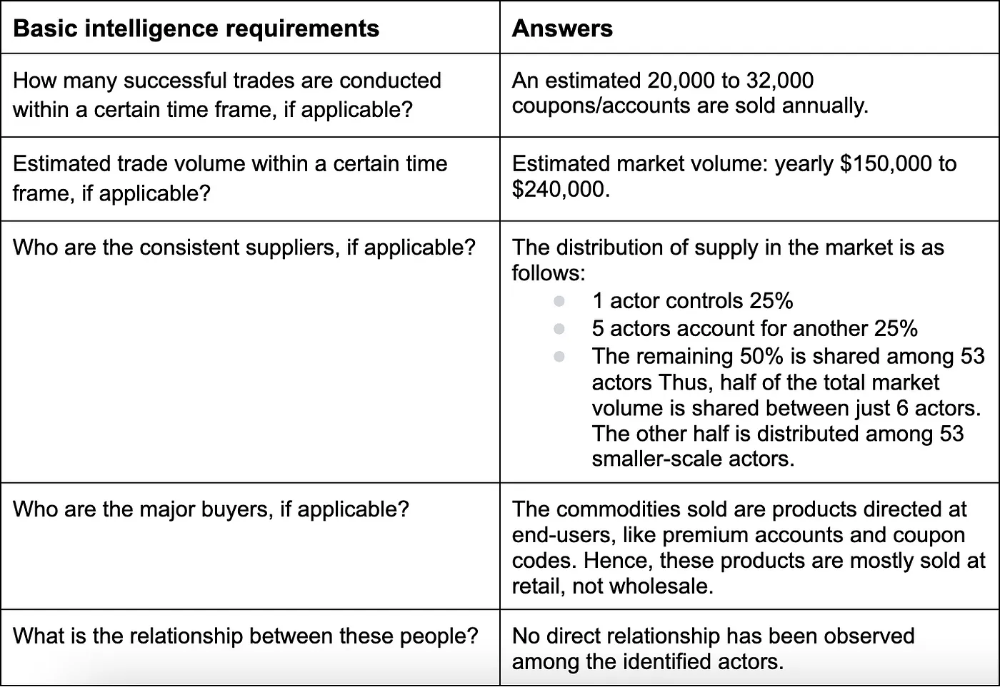 Basic intelligence requirements
Answers
How many successful trades are conducted
within a certain time frame, if applicable?
An estimated 20,000 to 32,000
coupons/accounts are sold annually.
Estimated trade volume within a certain time
frame, if applicable?
Estimated market volume: yearly $150,000 to
$240,000.
Who are the consistent suppliers, if applicable?
The distribution of supply in the market is as
follows:
● 1 actor controls 25%
● 5 actors account for another 25%
● The remaining 50% is shared among 53
actors Thus, half of the total market
volume is shared between just 6 actors.
The other half is distributed among 53
smaller-scale actors.
Who are the major buyers, if applicable?
The commodities sold are products directed at
end-users, like premium accounts and coupon
codes. Hence, these products are mostly sold at
retail, not wholesale.
What is the relationship between these people?
No direct relationship has been observed
among the identified actors.